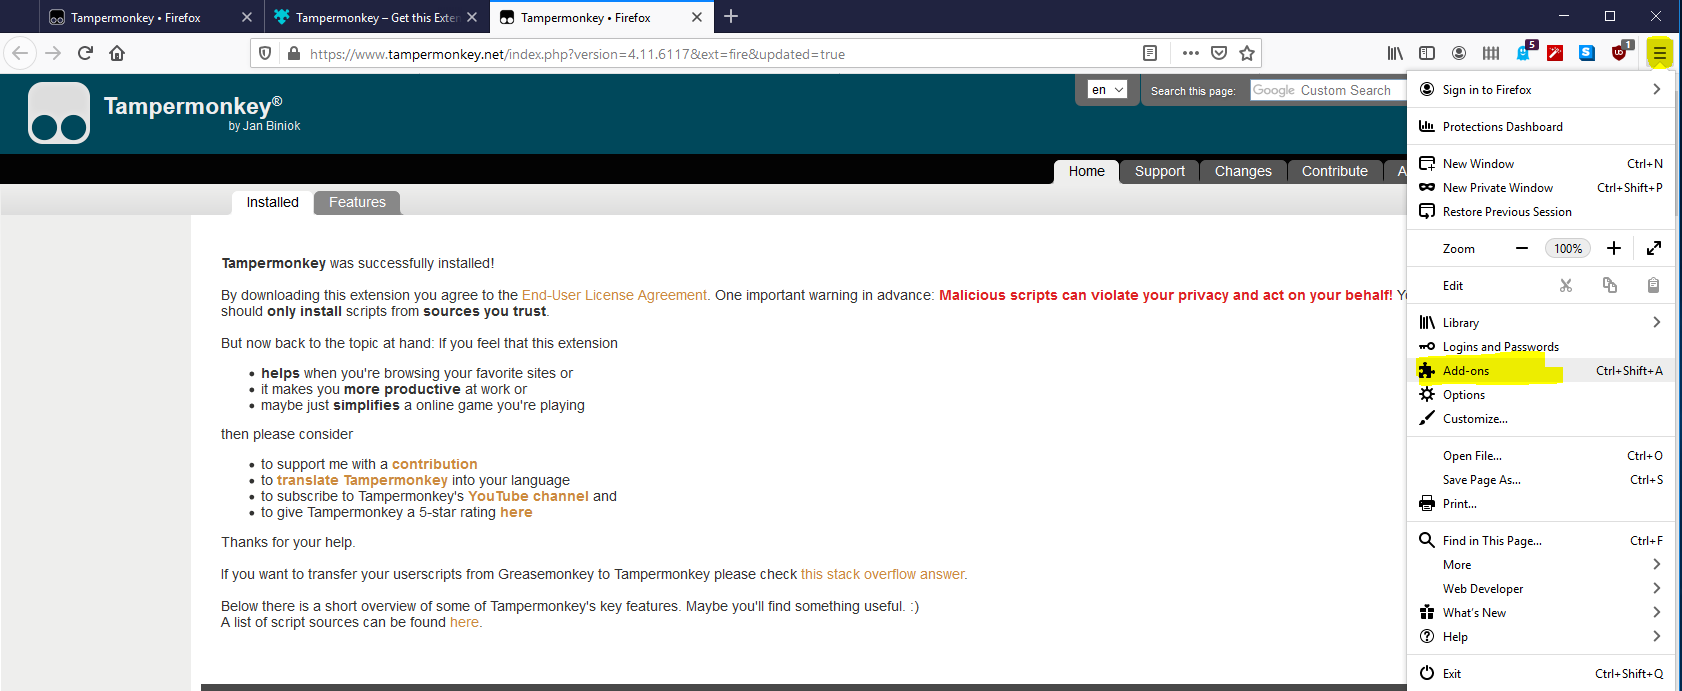 Tampermonkey • Firefox
Tampermonkey – Get this Exten
Tampermonkey • Firefox
https://www.tampermonkey.net/index.php?version=4.11.6117&ext=fire&updated=true
5
S
1
Tampermonkey®
by Jan Biniok
en
Search this page:
Google Custom Search
Home
Support
Changes
Contribute
A
Installed
Features
Tampermonkey was successfully installed!
By downloading this extension you agree to the End-User License Agreement. One important warning in advance: Malicious scripts can violate your privacy and act on your behalf! Yo
should only install scripts from sources you trust.
But now back to the topic at hand: If you feel that this extension
• helps when you're browsing your favorite sites or
• it makes you more productive at work or
• maybe just simplifies a online game you're playing
then please consider
• to support me with a contribution
• to translate Tampermonkey into your language
• to subscribe to Tampermonkey's YouTube channel and
• to give Tampermonkey a 5-star rating here
Thanks for your help.
If you want to transfer your userscripts from Greasemonkey to Tampermonkey please check this stack overflow answer.
Below there is a short overview of some of Tampermonkey's key features. Maybe you'll find something useful. :)
A list of script sources can be found here.
Sign in to Firefox
Protections Dashboard
New Window Ctrl+N
New Private Window Ctrl+Shift+P
Restore Previous Session
Zoom − 100% +
Edit
Library
Logins and Passwords
Add-ons Ctrl+Shift+A
Options
Customize...
Open File... Ctrl+O
Save Page As... Ctrl+S
Print...
Find in This Page... Ctrl+F
More
Web Developer
What's New
Help
Exit Ctrl+Shift+Q